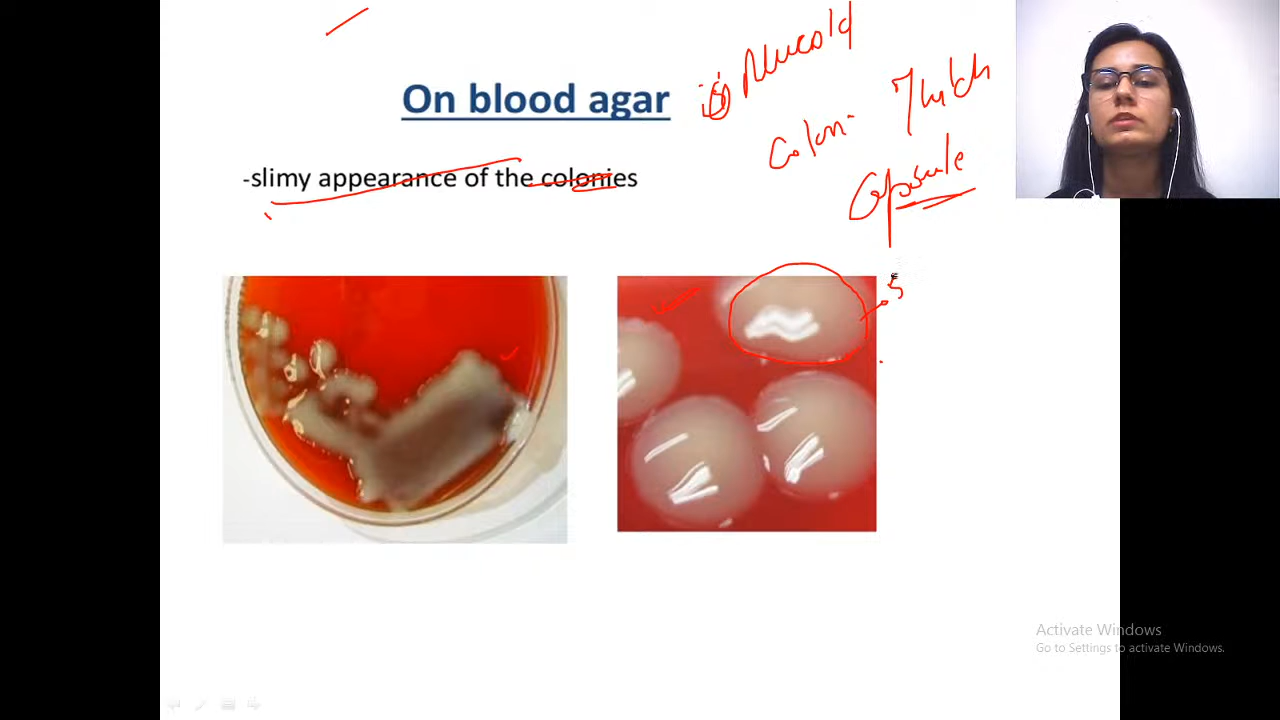 On blood agar
-slimy appearance of the colonies
Mucoid
Colon.
Thick
Capsule
Activate Windows
Go to Settings to activate Windows.